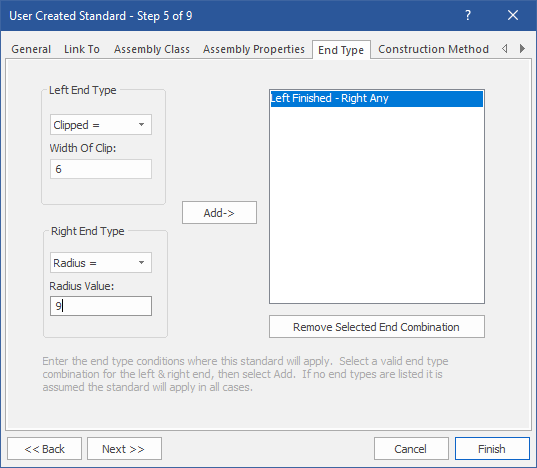 User Created Standard - Step 5 of 9
?
General
Link To
Assembly Class
Assembly Properties
End Type
Construction Method
Left End Type
Clipped =
Width Of Clip:
6
Right End Type
Radius =
Radius Value:
9
Add->
Left Finished - Right Any
Remove Selected End Combination
Enter the end type conditions where this standard will apply.  Select a valid end type
combination for the left & right end, then select Add.  If no end types are listed it is
assumed the standard will apply in all cases.
<< Back
Next >>
Cancel
Finish